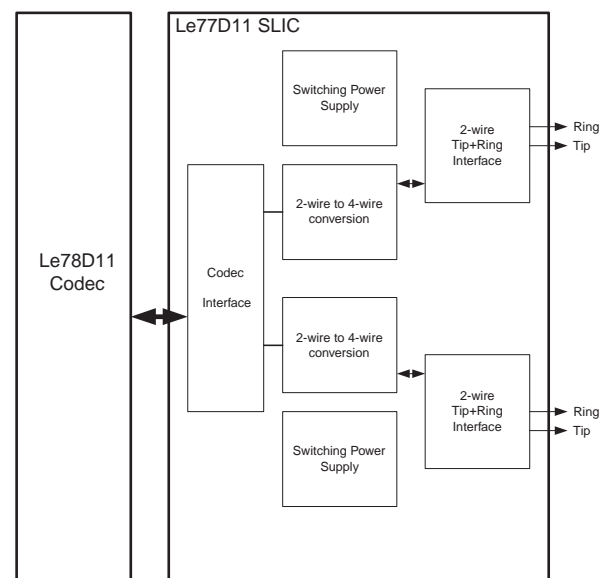 Le77D11 SLIC
Switching Power
Supply
2-wire
Tip+Ring
Interface
Ring
Tip
2-wire to 4-wire
conversion
Le78D11
Codec
Codec
Interface
2-wire to 4-wire
conversion
2-wire
Tip+Ring
Interface
Ring
Tip
Switching Power
Supply